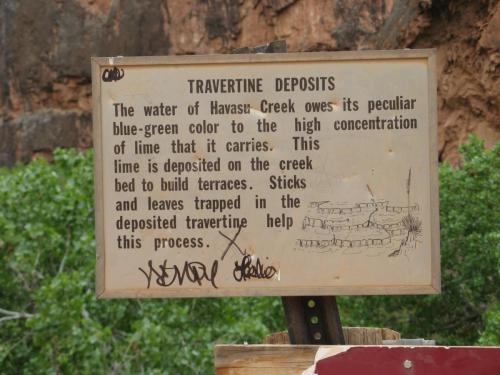 TRAVERTINE DEPOSITS
The water of Havasu Creek owes its peculiar
blue-green color to the high concentration
of lime that it carries. This
lime is deposited on the creek
bed to build terraces. Sticks
and leaves trapped in the
deposited travertine help
this process.